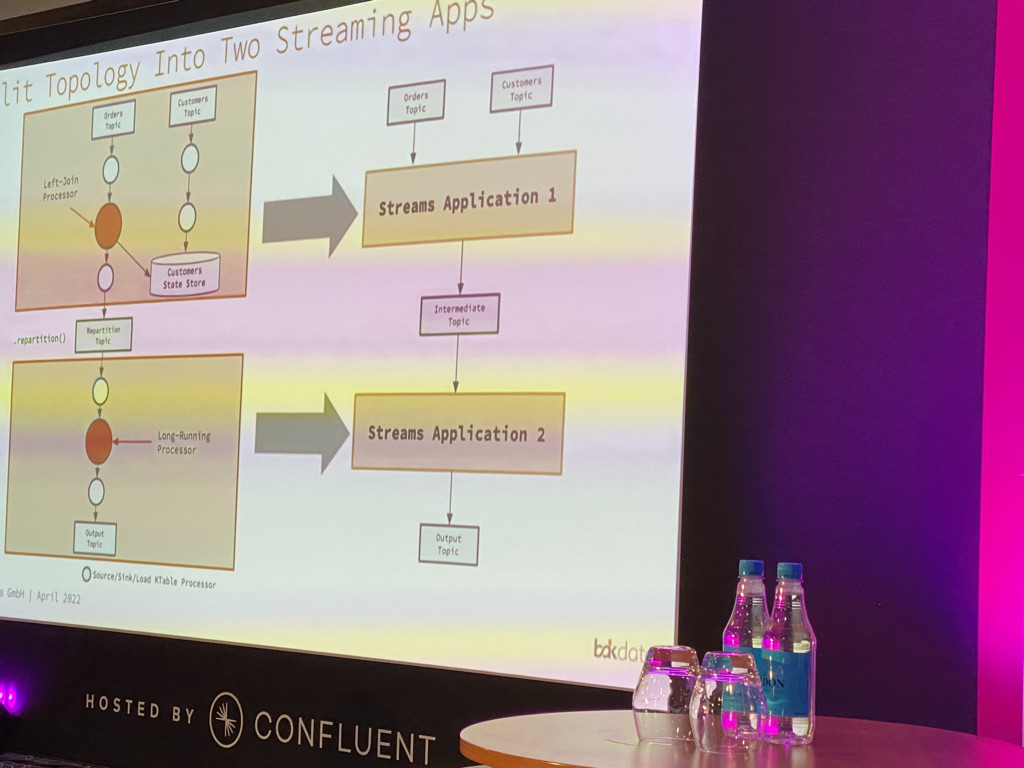 lit Topology Into Two Streaming Apps
Orders
Topic
Customers
Topic
Left-Join
Processor
Customers
State Store
.repartition()
Repartition
Topic
Long-Running
Processor
Output
Topic
Source/Sink/Load KTable Processor
a GmbH | April 2022
Orders
Topic
Customers
Topic
Streams Application 1
Intermediate
Topic
Streams Application 2
Output
Topic
bakdat
HOSTED BY
CONFLUENT